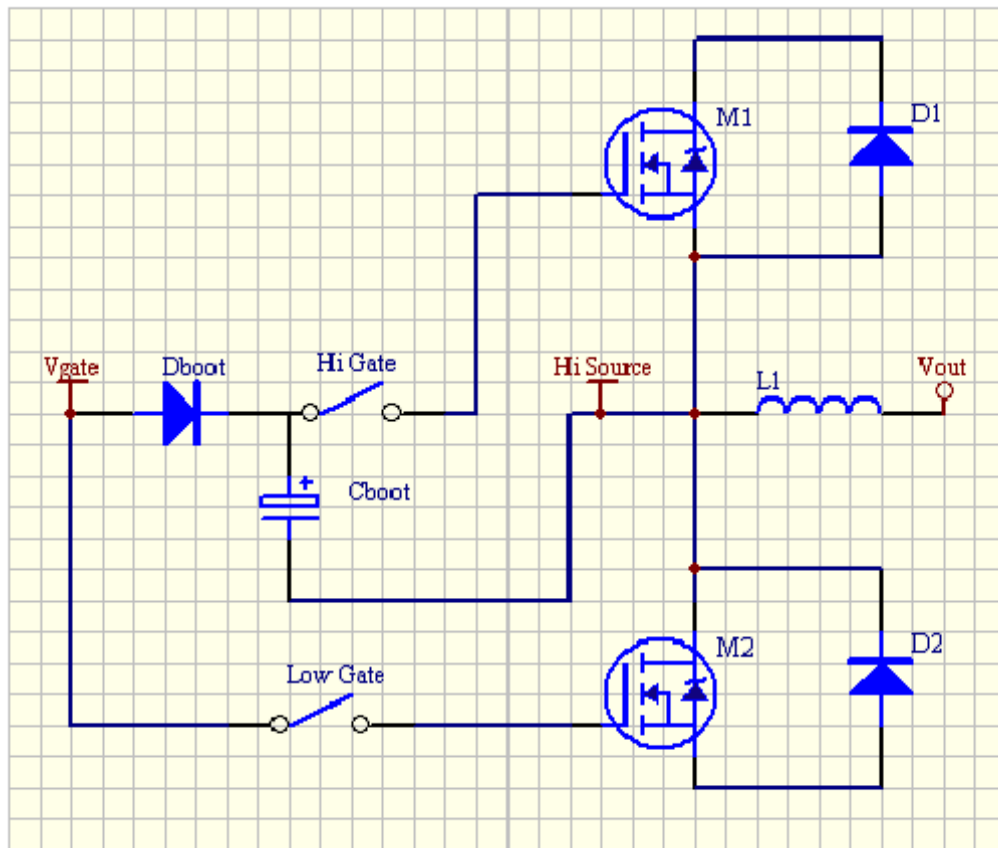 M1
D1
Vgate
Dboot
Hi Gate
Hi Source
L1
Vout
+
Cboot
Low Gate
M2
D2